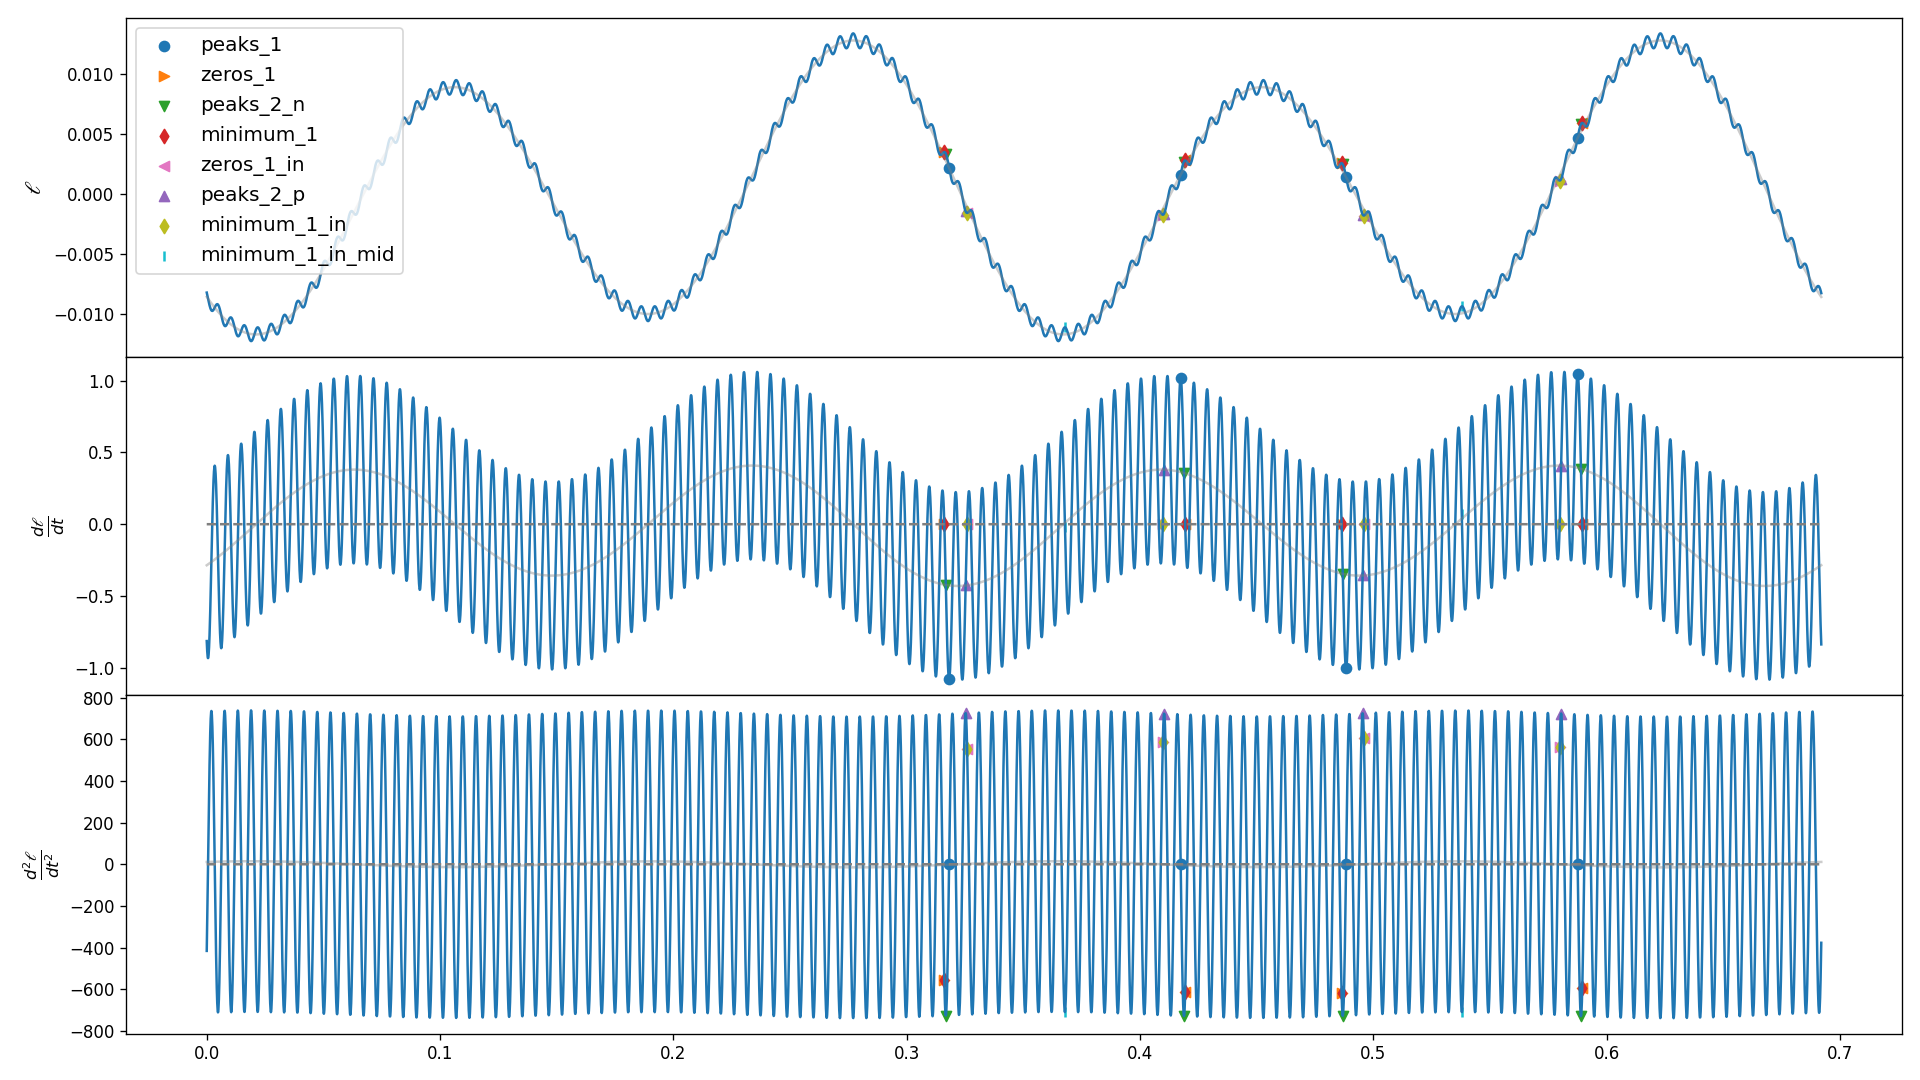 peaks_1
zeros_1
peaks_2_n
minimum_1
zeros_1_in
peaks_2_p
minimum_1_in
minimum_1_in_mid
0.010
0.005
0.000
−0.005
−0.010
ℓ
1.0
0.5
0.0
−0.5
−1.0
dℓ/dt
800
600
400
200
0
−200
−400
−600
−800
d²ℓ/dt²
0.0 0.1 0.2 0.3 0.4 0.5 0.6 0.7